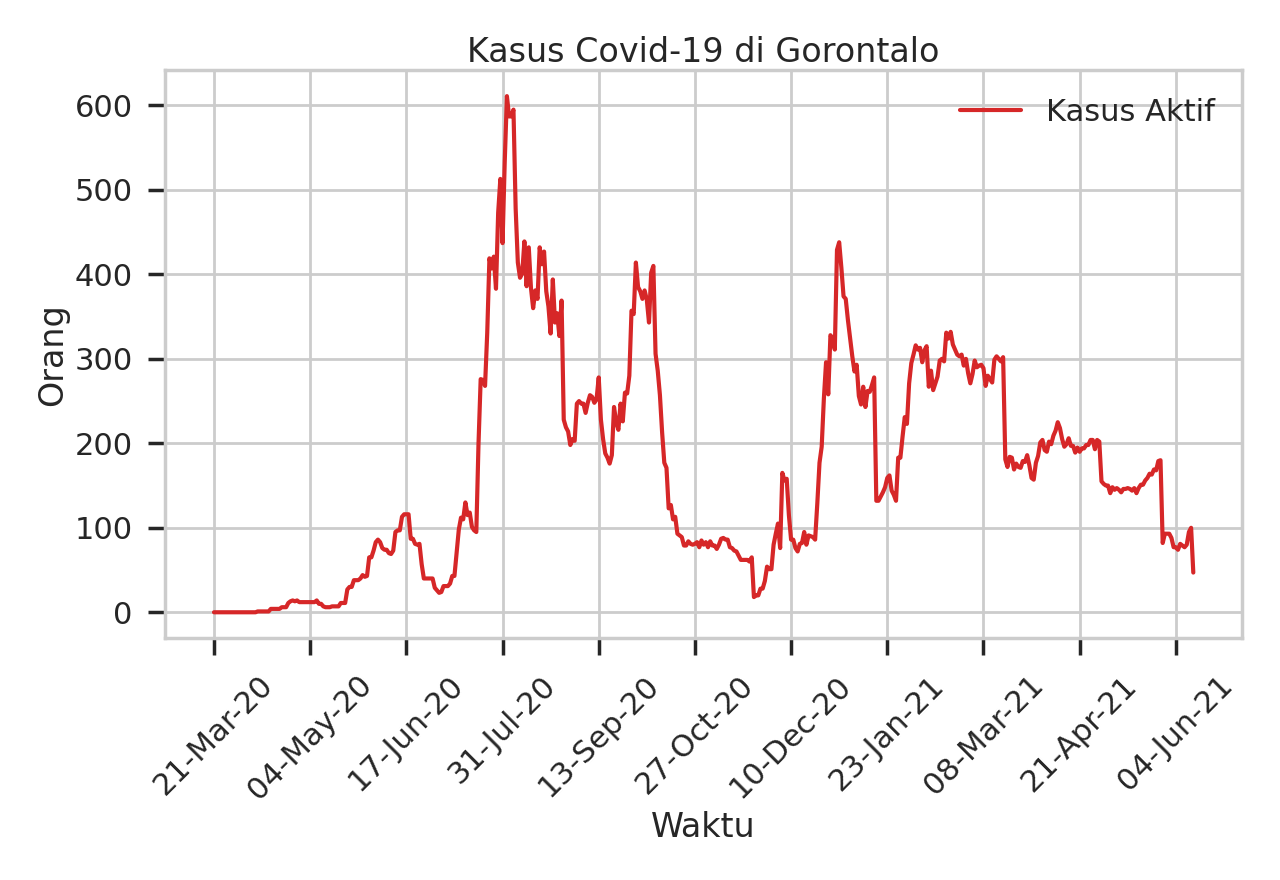 Kasus Covid-19 di Gorontalo
Kasus Aktif
Orang
600
500
400
300
200
100
0
21-Mar-20
04-May-20
17-Jun-20
31-Jul-20
13-Sep-20
27-Oct-20
10-Dec-20
23-Jan-21
08-Mar-21
21-Apr-21
04-Jun-21
Waktu